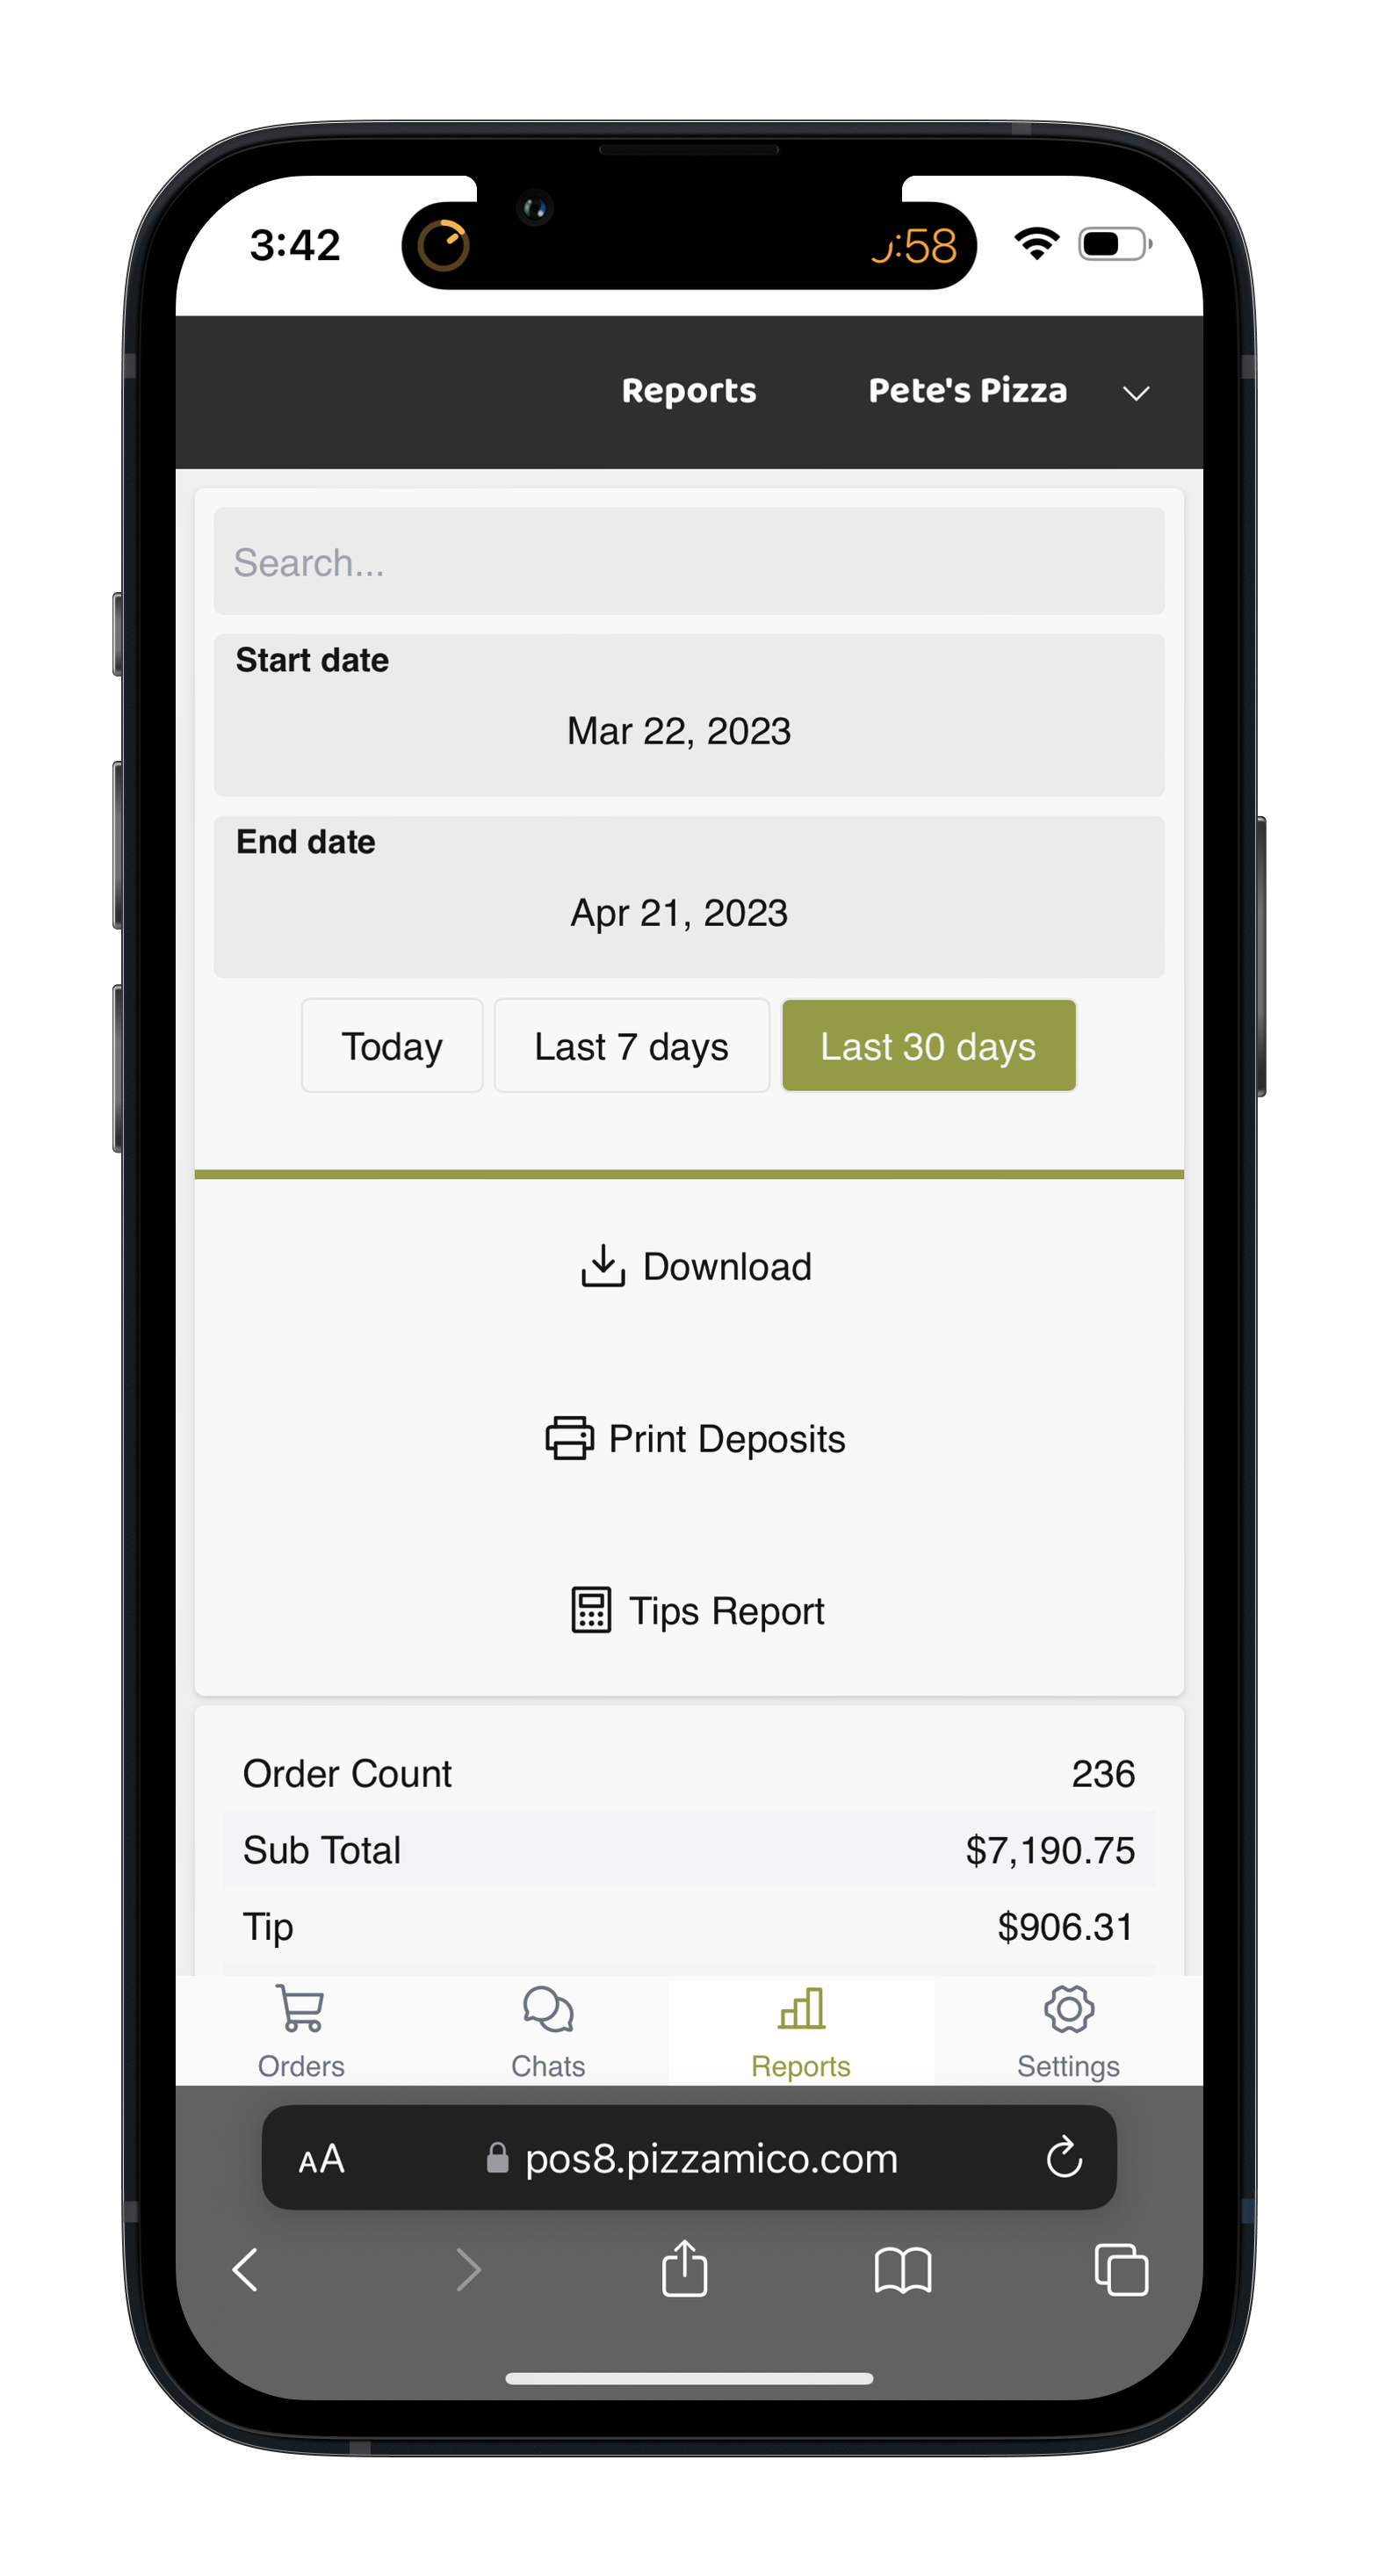 3:42
:58
Reports Pete's Pizza
Search...
Start date
Mar 22, 2023
End date
Apr 21, 2023
Today Last 7 days Last 30 days
Download
Print Deposits
Tips Report
Order Count 236
Sub Total $7,190.75
Tip $906.31
Orders Chats Reports Settings
AA pos8.pizzamico.com